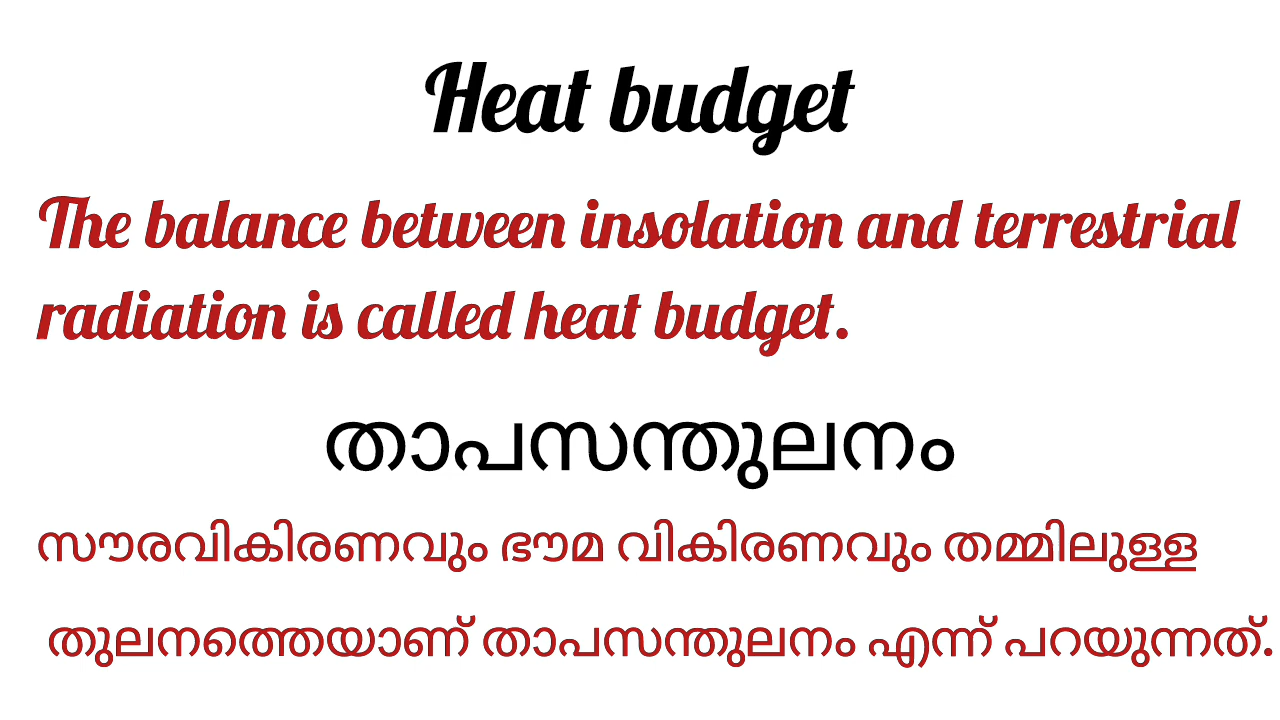 Heat budget
The balance between insolation and terrestrial
radiation is called heat budget.
താപസന്തുലനം
സൗരവികിരണവും ഭൗമ വികിരണവും തമ്മിലുള്ള
തുലനത്തെയാണ് താപസന്തുലനം എന്ന് പറയുന്നത്.